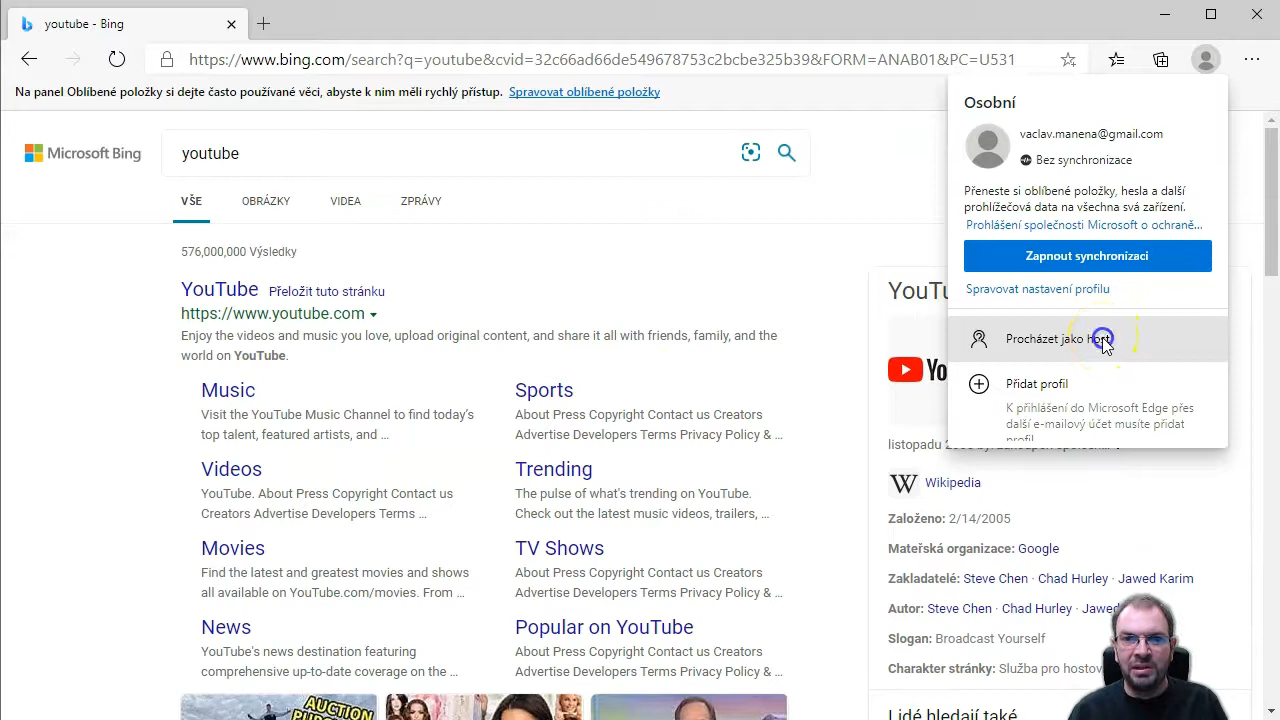 youtube - Bing
https://www.bing.com/search?q=youtube&cvid=32c66ad66de549678753c2bcbe325b39&FORM=ANAB01&PC=U531
Na panel Oblíbené položky si dejte často používané věci, abyste k nim měli rychlý přístup. Spravovat oblíbené položky
Microsoft Bing
youtube
VŠE OBRÁZKY VIDEA ZPRÁVY
576,000,000 Výsledky
YouTube Přeložit tuto stránku
https://www.youtube.com
Enjoy the videos and music you love, upload original content, and share it all with friends, family, and the
world on YouTube.
Music
Visit the YouTube Music Channel to find today's
top talent, featured artists, and ...
Sports
About Press Copyright Contact us Creators
Advertise Developers Terms Privacy Policy & ...
Videos
YouTube. About Press Copyright Contact us
Creators Advertise Developers Terms ...
Trending
The pulse of what's trending on YouTube.
Check out the latest music videos, trailers, ...
Movies
Find the latest and greatest movies and shows
all available on YouTube.com/movies. From ...
TV Shows
About Press Copyright Contact us Creators
Advertise Developers Terms Privacy Policy & ...
News
YouTube's news destination featuring
comprehensive up-to-date coverage on the ...
Popular on YouTube
About Press Copyright Contact us Creators
Advertise Developers Terms Privacy Policy & ...
AUCTION
Osobní
vaclav.manena@gmail.com
Bez synchronizace
Přeneste si oblíbené položky, hesla a další
prohlížečová data na všechna svá zařízení.
Prohlášení společnosti Microsoft o ochraně...
Zapnout synchronizaci
Spravovat nastavení profilu
Procházet jako host
Přidat profil
K přihlášení do Microsoft Edge přes
další e-mailový účet musíte přidat
profil.
YouTu
Yo
listopadu
Wikipedia
Založeno: 2/14/2005
Mateřská organizace: Google
Zakladatelé: Steve Chen · Chad Hurley · Jawed Karim
Autor: Steve Chen · Chad Hurley · Jawed
Slogan: Broadcast Yourself
Charakter stránky: Služba pro hostov
Lidé hledají také